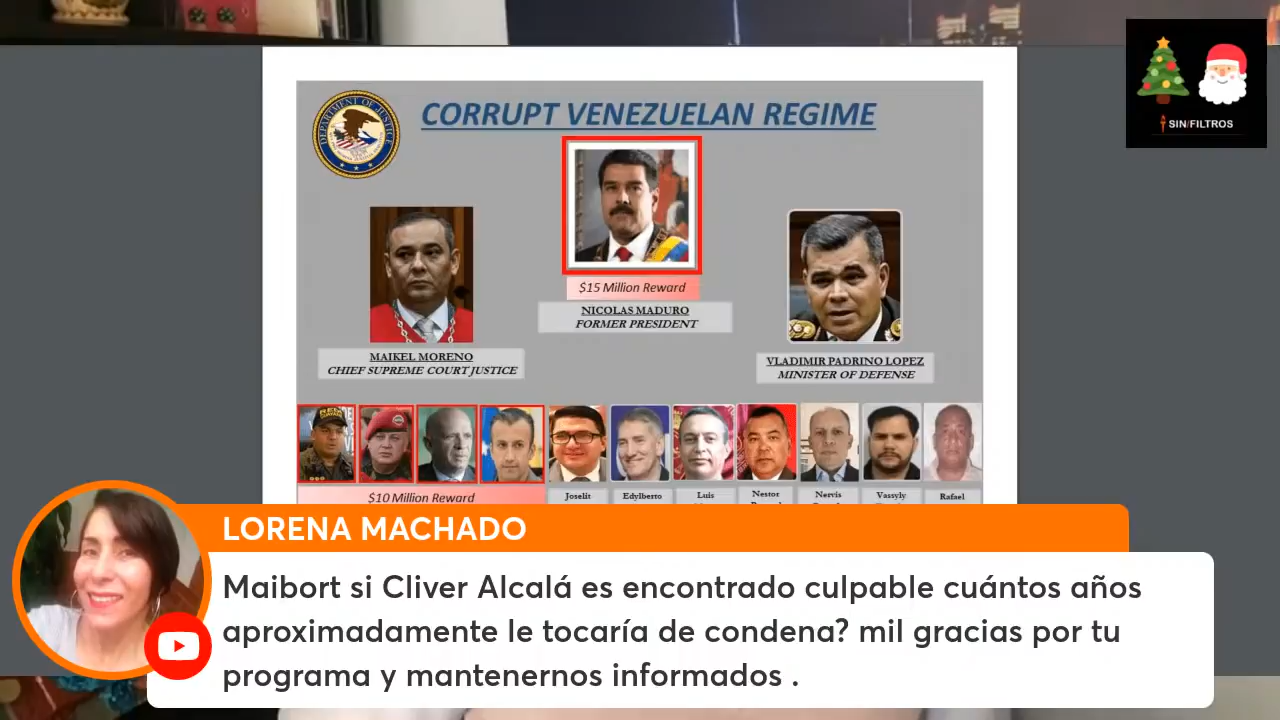 CORRUPT VENEZUELAN REGIME
DEPARTMENT OF JUSTICE
SIN/FILTROS
$15 Million Reward
NICOLAS MADURO
FORMER PRESIDENT
MAIKEL MORENO
CHIEF SUPREME COURT JUSTICE
VLADIMIR PADRINO LOPEZ
MINISTER OF DEFENSE
$10 Million Reward
Joselit
Edylberto
Luis
Nestor
Nervis
Vassyly
Rafael
LORENA MACHADO
Maibort si Cliver Alcalá es encontrado culpable cuántos años
aproximadamente le tocaría de condena? mil gracias por tu
programa y mantenernos informados .